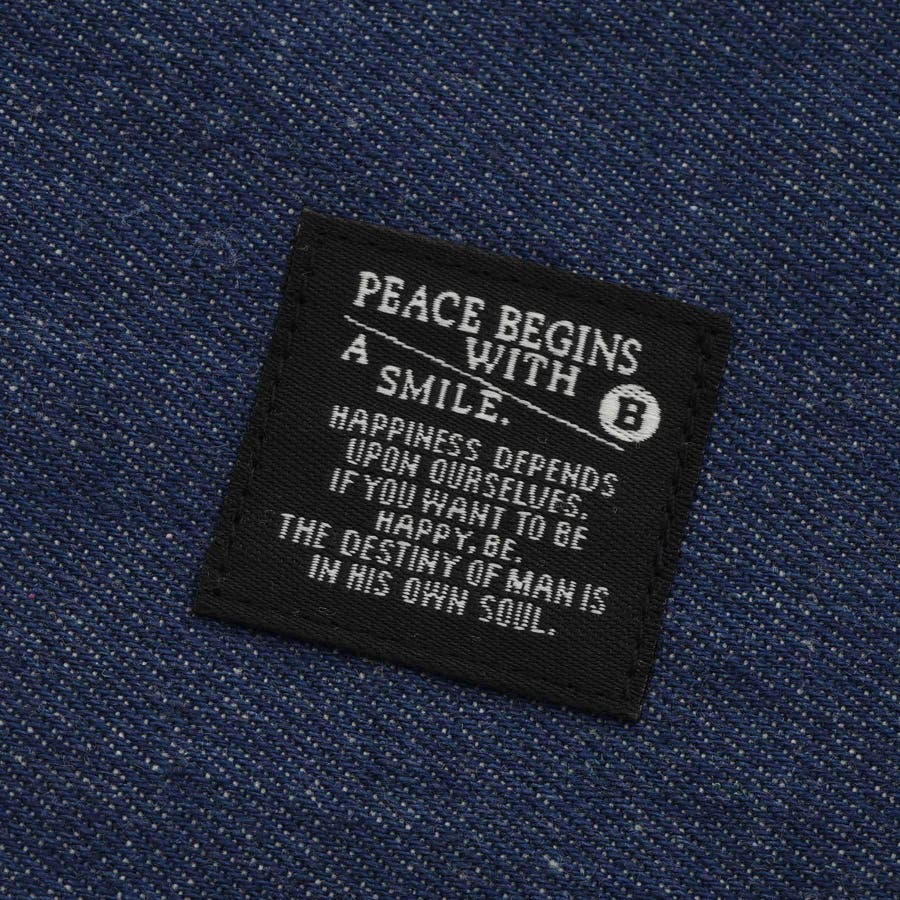 PEACE BEGINS
WITH
A
SMILE.
B
HAPPINESS DEPENDS
UPON OURSELVES.
IF YOU WANT TO BE
HAPPY, BE.
THE DESTINY OF MAN IS
IN HIS OWN SOUL.